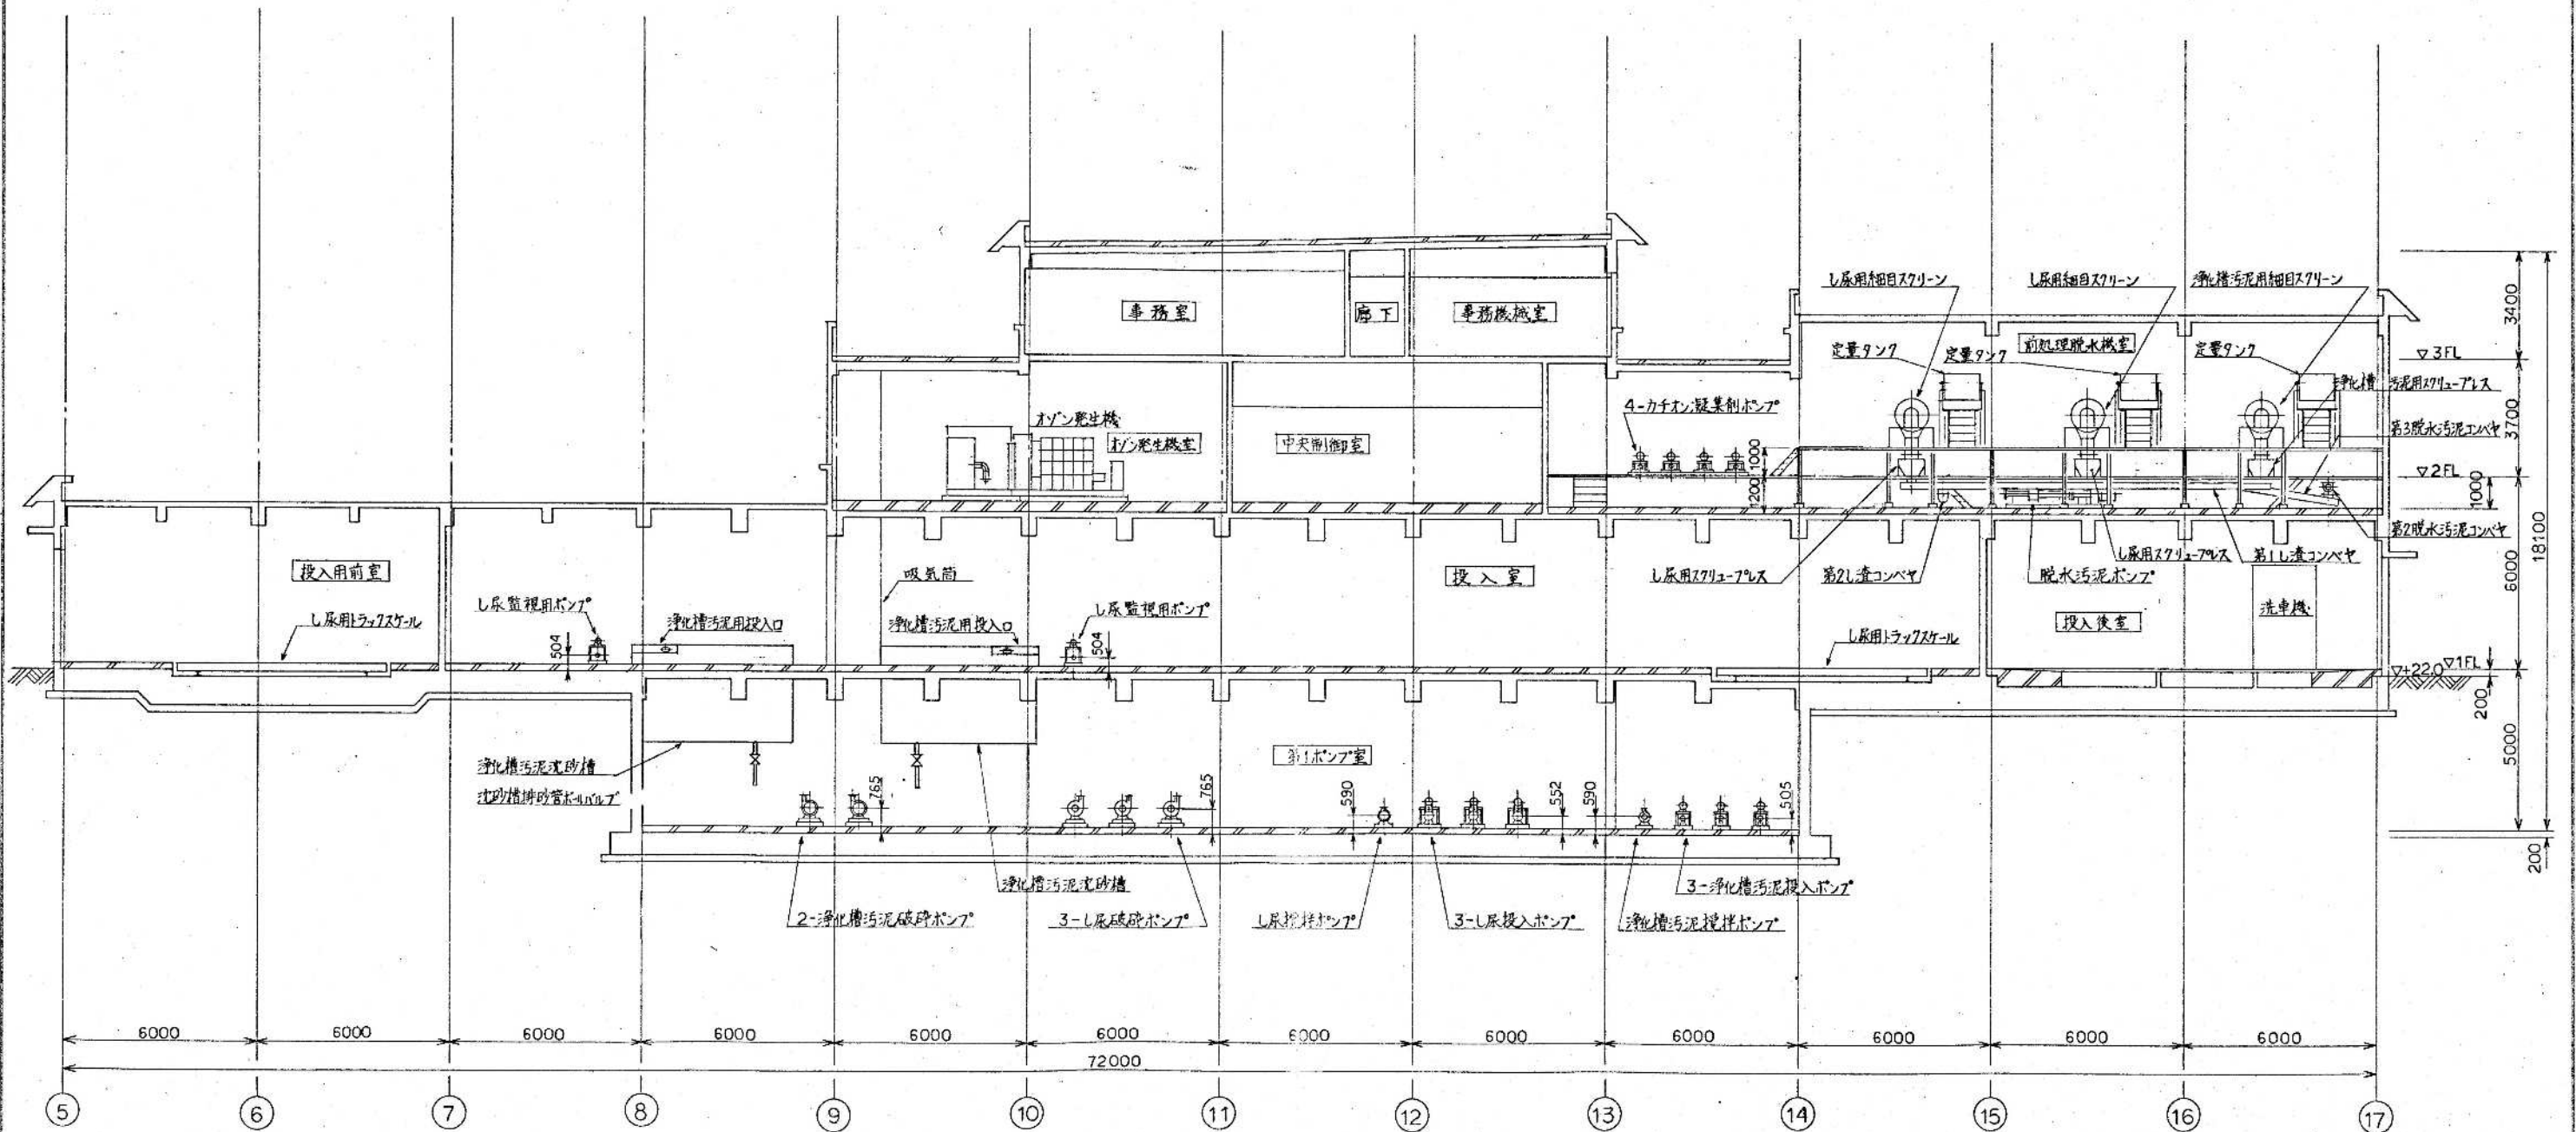 事務室
廊下
事務機械室
し尿用細目スクリーン
し尿用細目スクリーン
浄化槽汚泥用細目スクリーン
定量タンク
定量タンク
前処理脱水機室
定量タンク
3400
▽3FL
浄化槽汚泥用スクリュープレス
オゾン発生機
オゾン発生機室
中央制御室
4-カチオン凝集剤ポンプ
第3脱水汚泥コンベヤ
3700
1000
1200
▽2FL
1000
第2脱水汚泥コンベヤ
18100
投入用前室
吸気筒
投入室
し尿用スクリュープレス
第2し渣コンベヤ
脱水汚泥ポンプ
し尿用スクリュープレス
第1し渣コンベヤ
6000
し尿用トラックスケール
し尿監視用ポンプ
504
浄化槽汚泥用投入口
浄化槽汚泥用投入口
し尿監視用ポンプ
504
し尿用トラックスケール
投入後室
洗車機
▽+22.0
▽1FL
200
浄化槽汚泥沈砂槽
沈砂槽排砂管ボールバルブ
第1ポンプ室
5000
765
765
590
552
590
505
200
2-浄化槽汚泥破砕ポンプ
浄化槽汚泥沈砂槽
3-し尿破砕ポンプ
し尿撹拌ポンプ
3-し尿投入ポンプ
浄化槽汚泥撹拌ポンプ
3-浄化槽汚泥投入ポンプ
6000 6000 6000 6000 6000 6000 6000 6000 6000 6000 6000 6000
72000
5 6 7 8 9 10 11 12 13 14 15 16 17